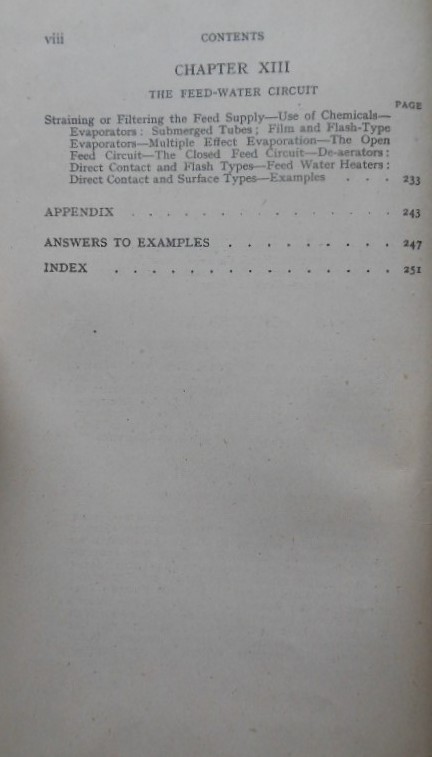 viii CONTENTS
CHAPTER XIII
THE FEED-WATER CIRCUIT
PAGE
Straining or Filtering the Feed Supply—Use of Chemicals—
Evaporators: Submerged Tubes; Film and Flash-Type
Evaporators—Multiple Effect Evaporation—The Open
Feed Circuit—The Closed Feed Circuit—De-aerators:
Direct Contact and Flash Types—Feed Water Heaters:
Direct Contact and Surface Types—Examples . . . 233
APPENDIX . . . . . . . . . . . . . . 243
ANSWERS TO EXAMPLES . . . . . . . . . 247
INDEX . . . . . . . . . . . . . . . 251